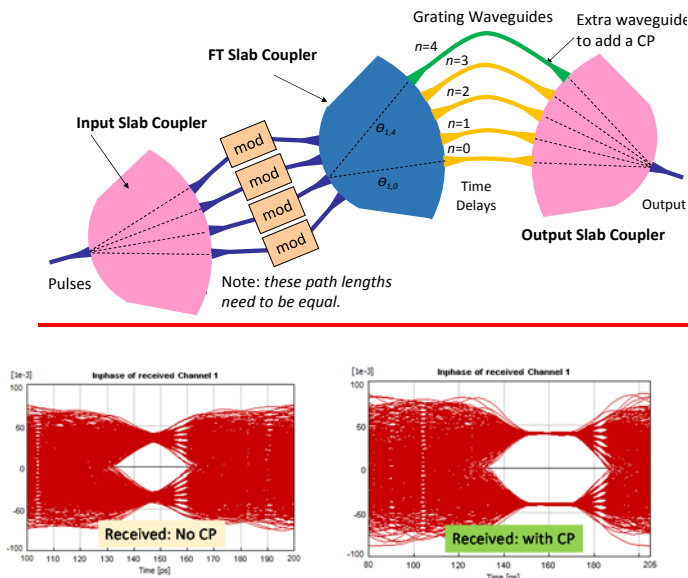 Grating Waveguides
Extra waveguide
to add a CP
FT Slab Coupler
n=4
n=3
n=2
n=1
n=0
Input Slab Coupler
mod
mod
mod
mod
Θ1,4
Θ1,0
Time
Delays
Output
Output Slab Coupler
Pulses
Note: these path lengths
need to be equal.
[1e-3]
Inphase of received Channel 1
100
50
0
-50
-100
100 110 120 130 140 150 160 170 180 190 200
Time [ps]
Received: No CP
[1e-3]
Inphase of received Channel 1
100
50
0
-50
-100
80 100 120 140 160 180 205
Time [ps]
Received: with CP